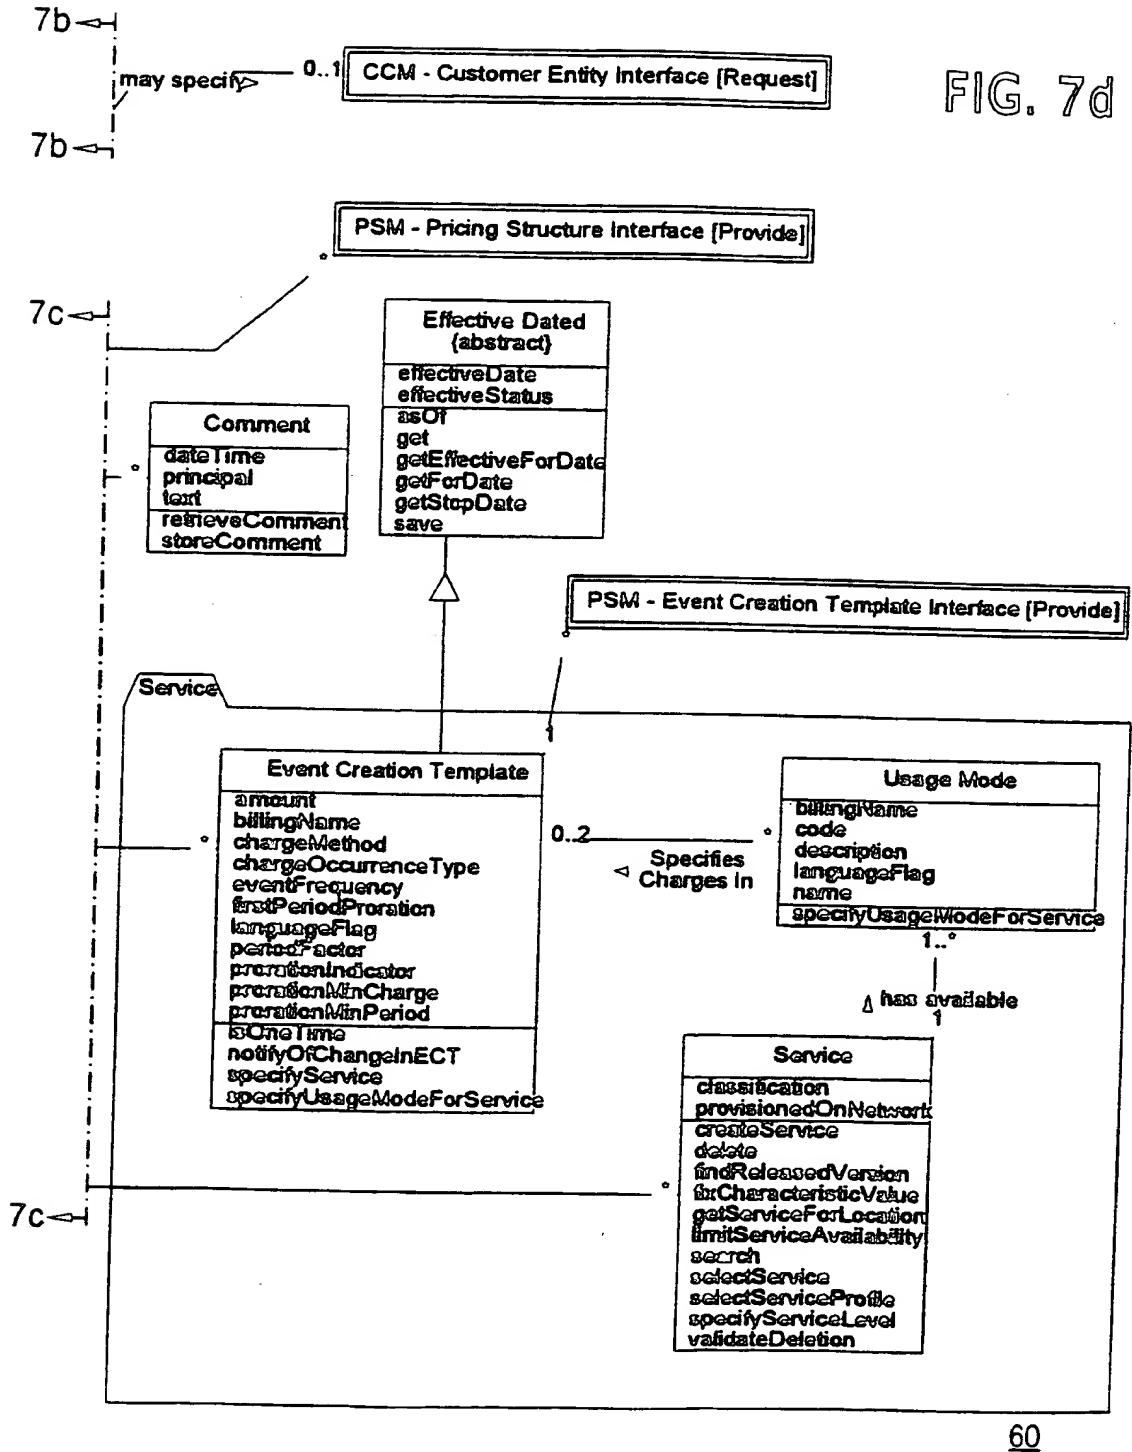 7b
may specify
0..1
CCM - Customer Entity Interface [Request]
FIG. 7d
7b
PSM - Pricing Structure Interface [Provide]
*
7c
Effective Dated
{abstract}
effectiveDate
effectiveStatus
asOf
get
getEffectiveForDate
getForDate
getStopDate
save
Comment
*
dateTime
principal
text
retrieveComment
storeComment
PSM - Event Creation Template Interface [Provide]
*
1
Service
Event Creation Template
*
amount
billingName
chargeMethod
chargeOccurrenceType
eventFrequency
firstPeriodProration
languageFlag
periodFactor
prorationIndicator
prorationMinCharge
prorationMinPeriod
isOneTime
notifyOfChangeInECT
specifyService
specifyUsageModeForService
0..2
*
Specifies
Charges In
Usage Mode
billingName
code
description
languageFlag
name
specifyUsageModeForService
1..*
has available
1
Service
*
classification
provisionedOnNetwork
createService
delete
findReleasedVersion
fixCharacteristicValue
getServiceForLocation
limitServiceAvailability
search
selectService
selectServiceProfile
specifyServiceLevel
validateDeletion
7c
60